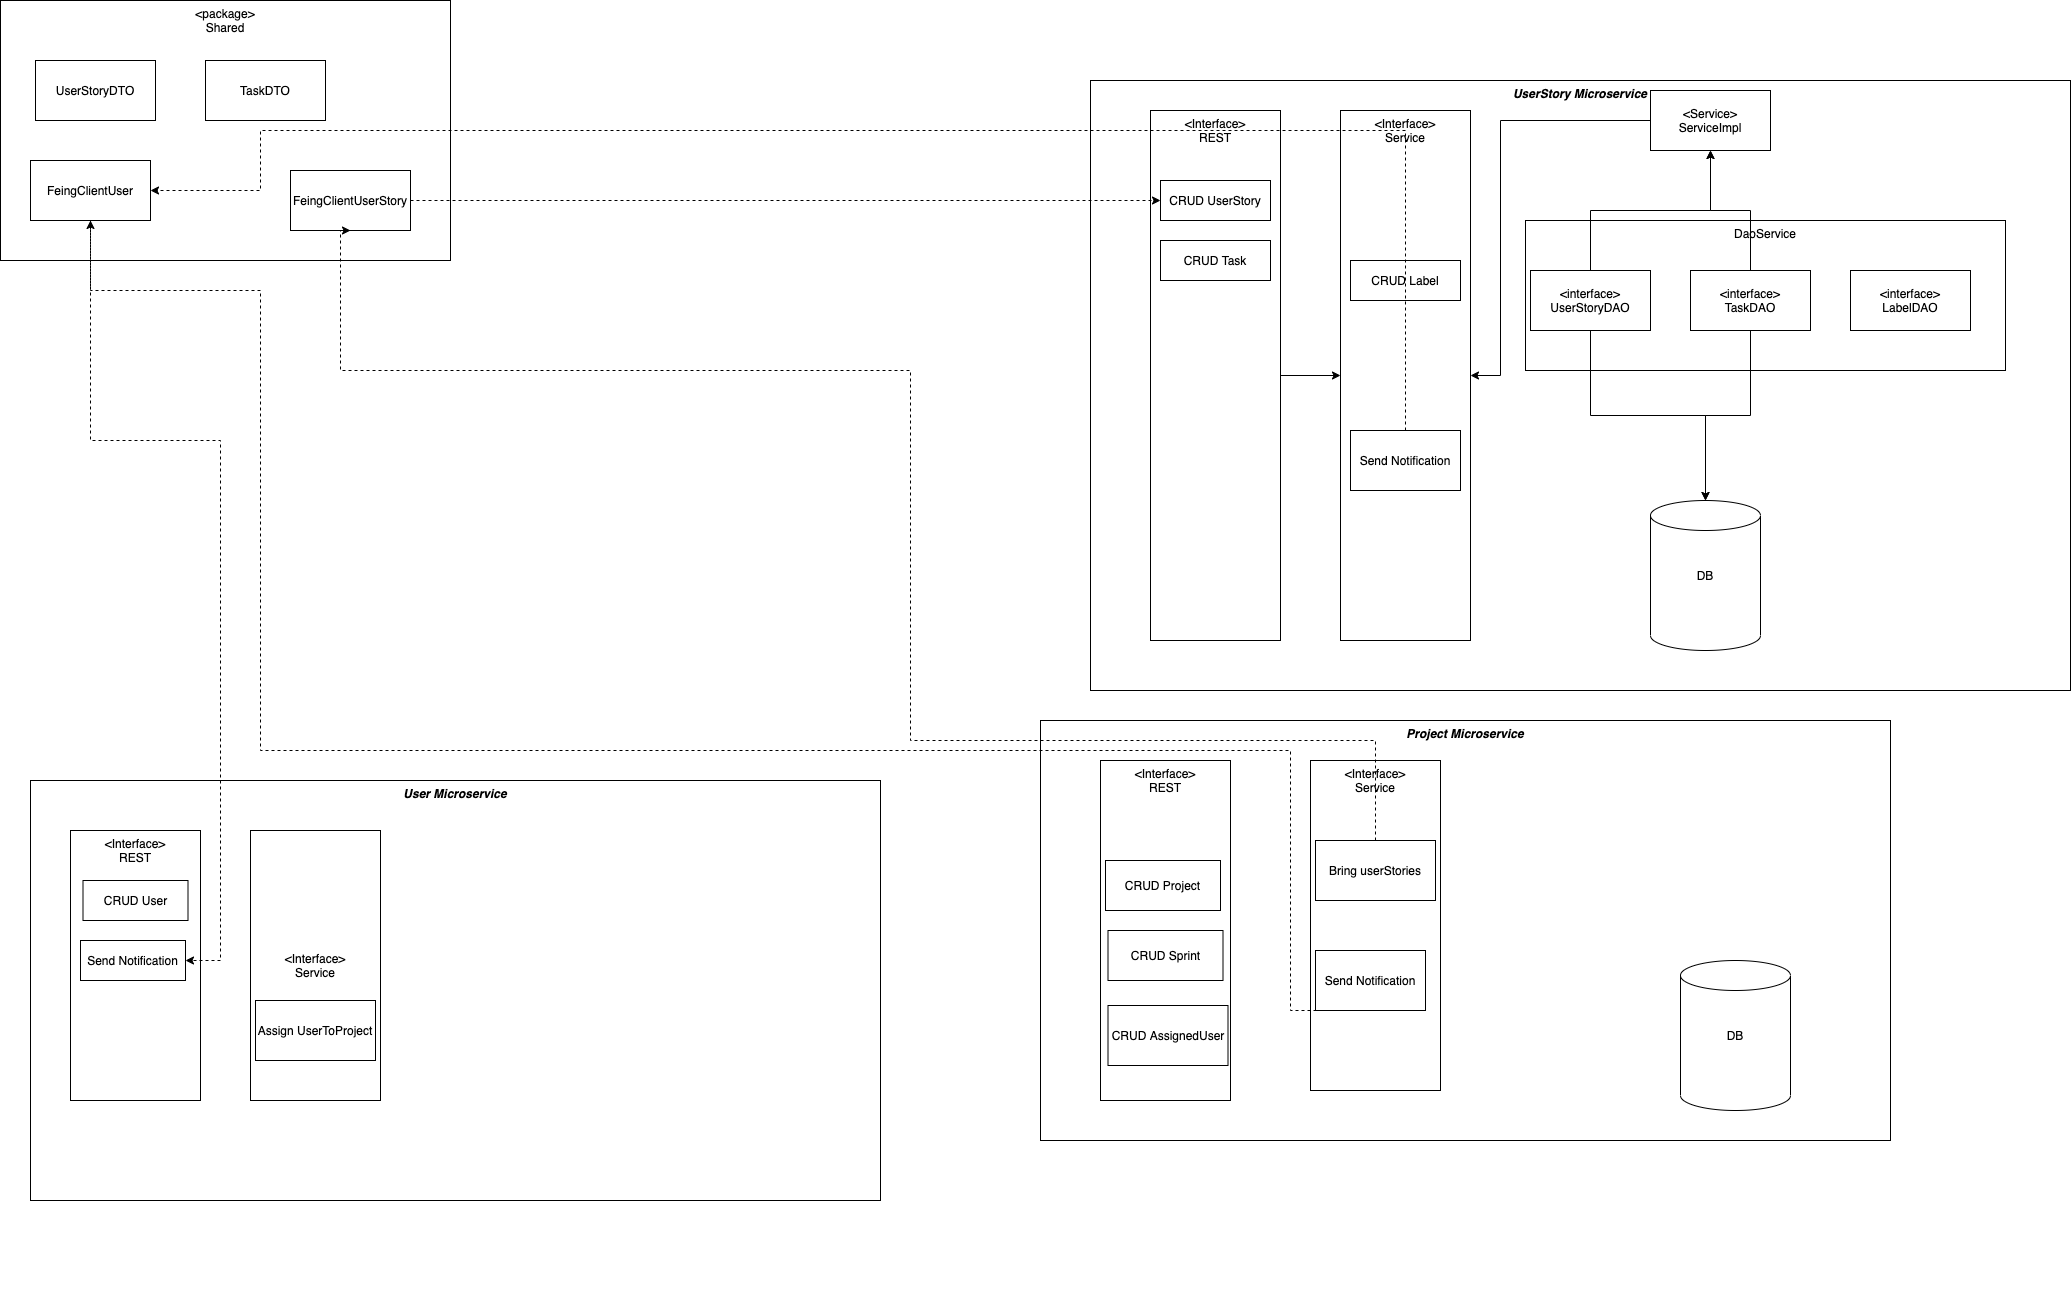 <package>
Shared
UserStoryDTO
TaskDTO
FeingClientUser
FeingClientUserStory
UserStory Microservice
<Interface>
REST
CRUD UserStory
CRUD Task
<Interface>
Service
CRUD Label
Send Notification
<Service>
ServiceImpl
DaoService
<interface>
UserStoryDAO
<interface>
TaskDAO
<interface>
LabelDAO
DB
User Microservice
<Interface>
REST
CRUD User
Send Notification
<Interface>
Service
Assign UserToProject
Project Microservice
<Interface>
REST
CRUD Project
CRUD Sprint
CRUD AssignedUser
<Interface>
Service
Bring userStories
Send Notification
DB